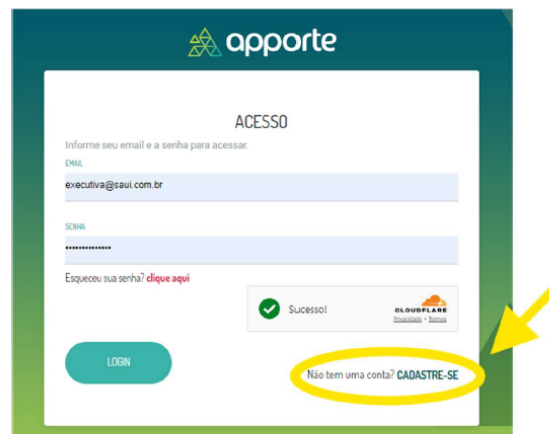 apporte
ACESSO
Informe seu email e a senha para acessar.
EMAIL
executiva@saui.com.br
SENHA
••••••••••••••
Esqueceu sua senha? clique aqui
Sucesso!
CLOUDFLARE
Privacidade • Termos
LOGIN
Não tem uma conta? CADASTRE-SE